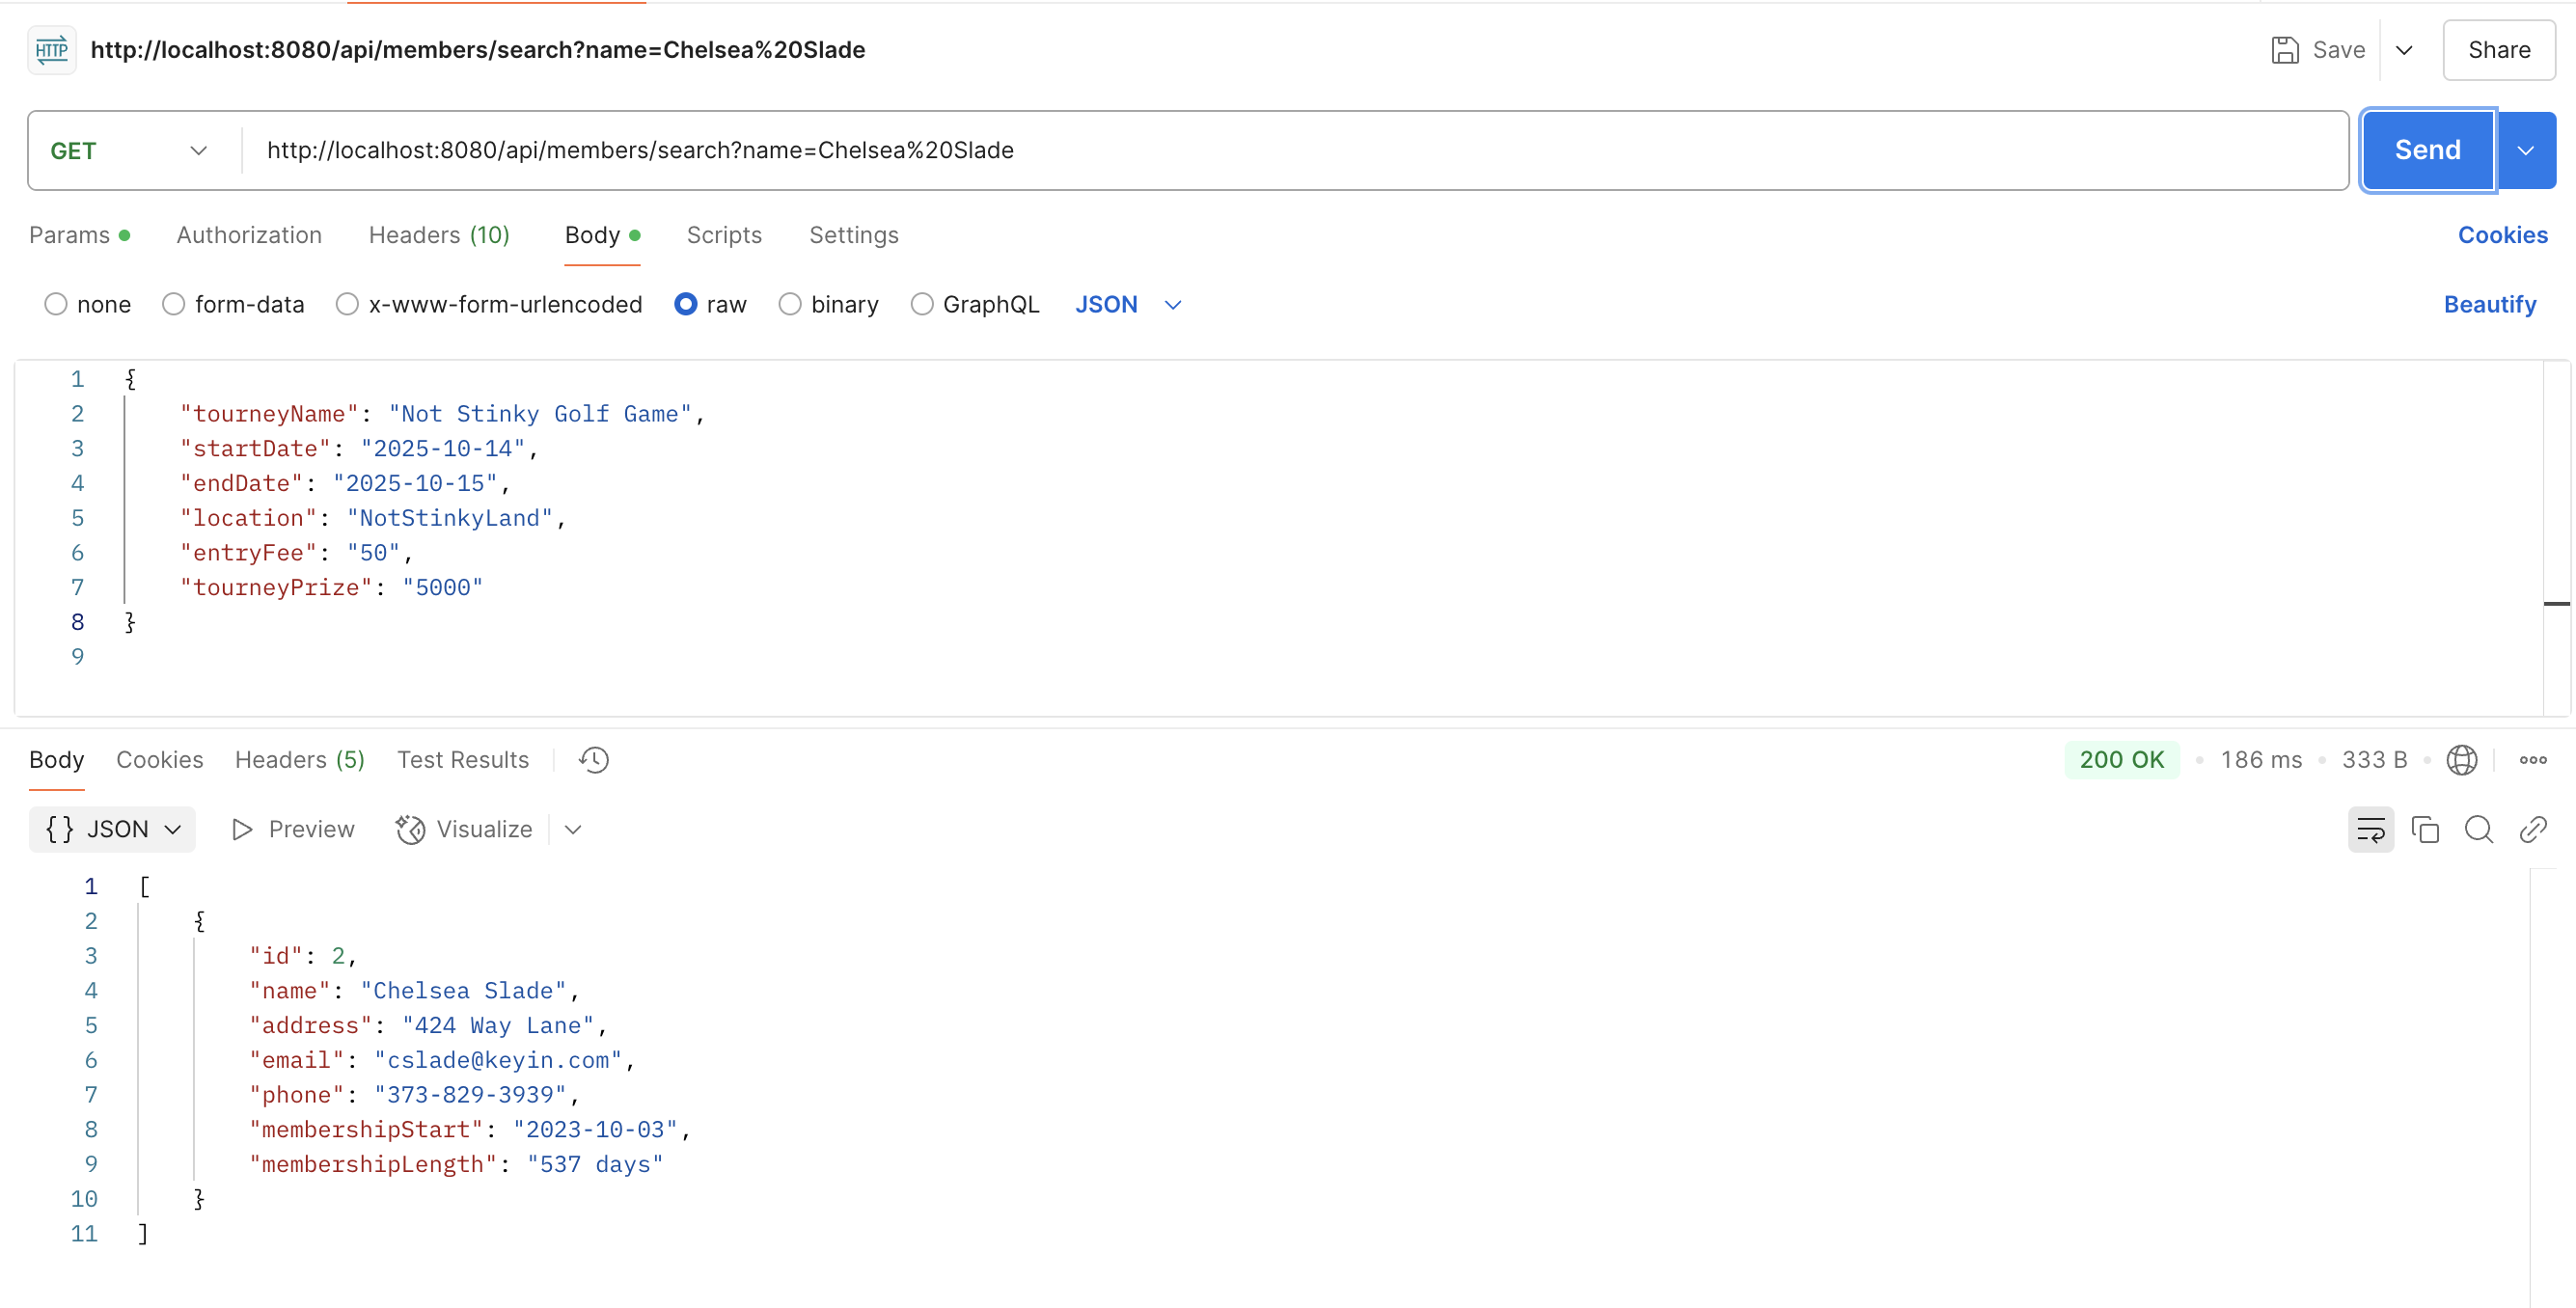 HTTP http://localhost:8080/api/members/search?name=Chelsea%20Slade Save Share
GET http://localhost:8080/api/members/search?name=Chelsea%20Slade Send
Params Authorization Headers (10) Body Scripts Settings Cookies
none form-data x-www-form-urlencoded raw binary GraphQL JSON Beautify
1 {
2 "tourneyName": "Not Stinky Golf Game",
3 "startDate": "2025-10-14",
4 "endDate": "2025-10-15",
5 "location": "NotStinkyLand",
6 "entryFee": "50",
7 "tourneyPrize": "5000"
8 }
9
Body Cookies Headers (5) Test Results 200 OK • 186 ms • 333 B •
{} JSON Preview Visualize
1 [
2 {
3 "id": 2,
4 "name": "Chelsea Slade",
5 "address": "424 Way Lane",
6 "email": "cslade@keyin.com",
7 "phone": "373-829-3939",
8 "membershipStart": "2023-10-03",
9 "membershipLength": "537 days"
10 }
11 ]